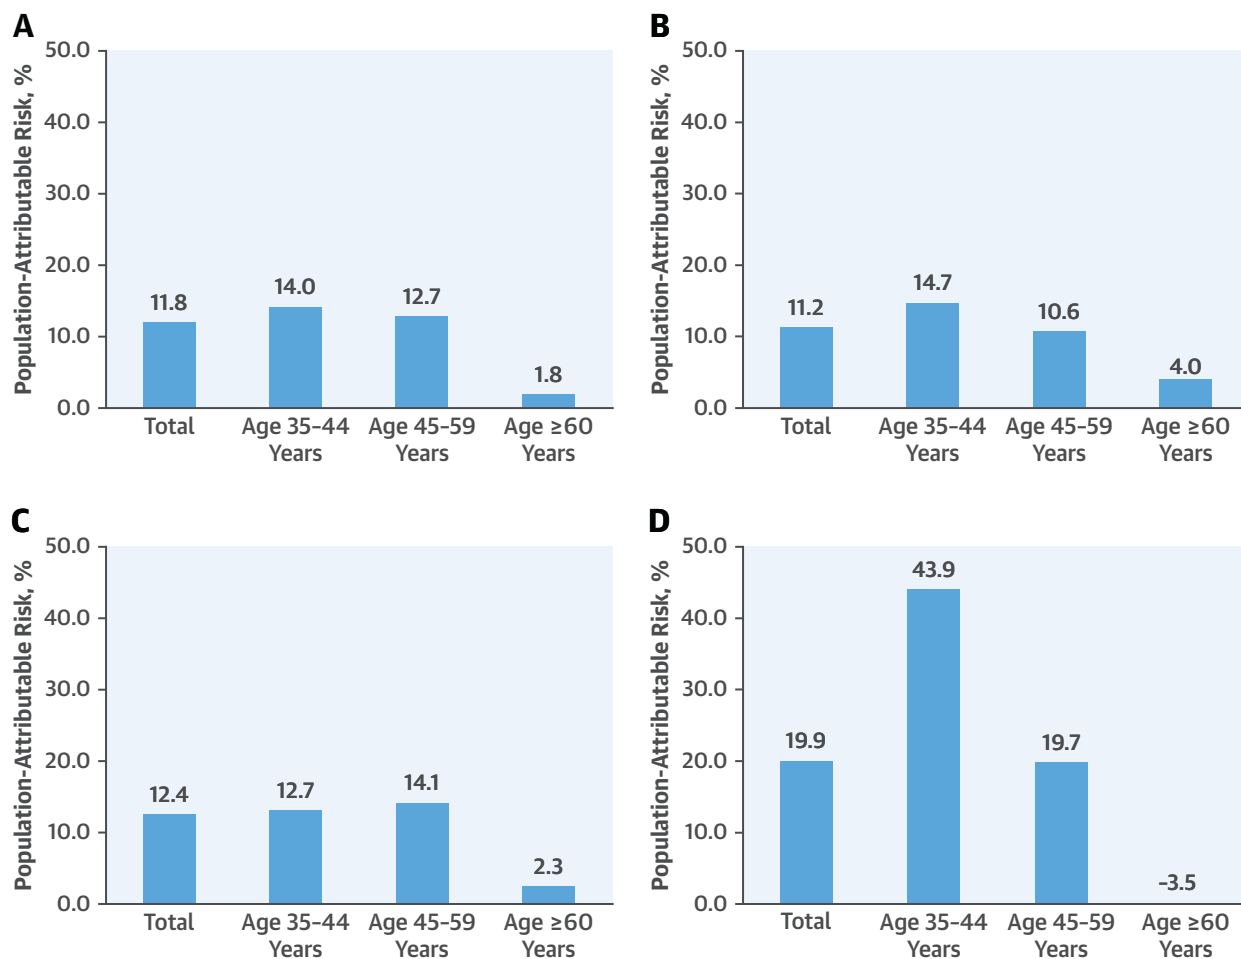 A
Population-Attributable Risk, %
50.0
40.0
30.0
20.0
10.0
0.0
11.8
14.0
12.7
1.8
Total
Age 35–44
Years
Age 45–59
Years
Age ≥60
Years
B
Population-Attributable Risk, %
50.0
40.0
30.0
20.0
10.0
0.0
11.2
14.7
10.6
4.0
Total
Age 35–44
Years
Age 45–59
Years
Age ≥60
Years
C
Population-Attributable Risk, %
50.0
40.0
30.0
20.0
10.0
0.0
12.4
12.7
14.1
2.3
Total
Age 35–44
Years
Age 45–59
Years
Age ≥60
Years
D
Population-Attributable Risk, %
50.0
40.0
30.0
20.0
10.0
0.0
19.9
43.9
19.7
–3.5
Total
Age 35–44
Years
Age 45–59
Years
Age ≥60
Years